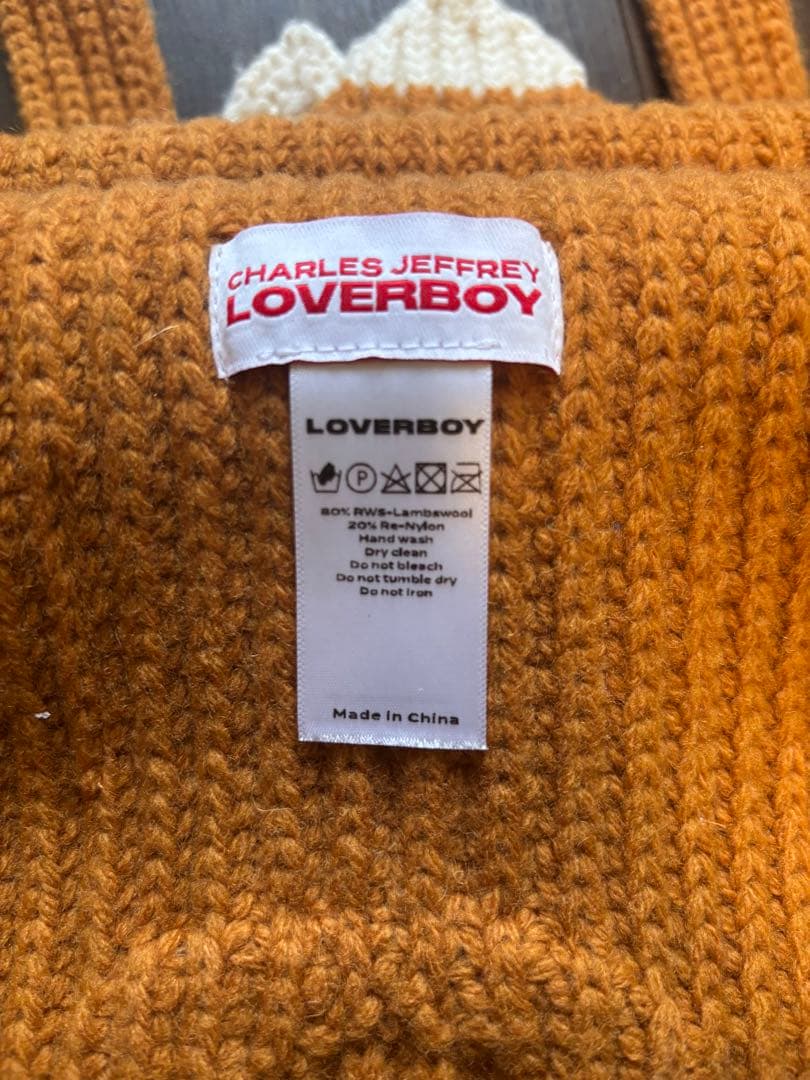 CHARLES JEFFREY
LOVERBOY
LOVERBOY
P
80% RWS-Lambswool
20% Re-Nylon
Hand wash
Dry clean
Do not bleach
Do not tumble dry
Do not iron
Made in China